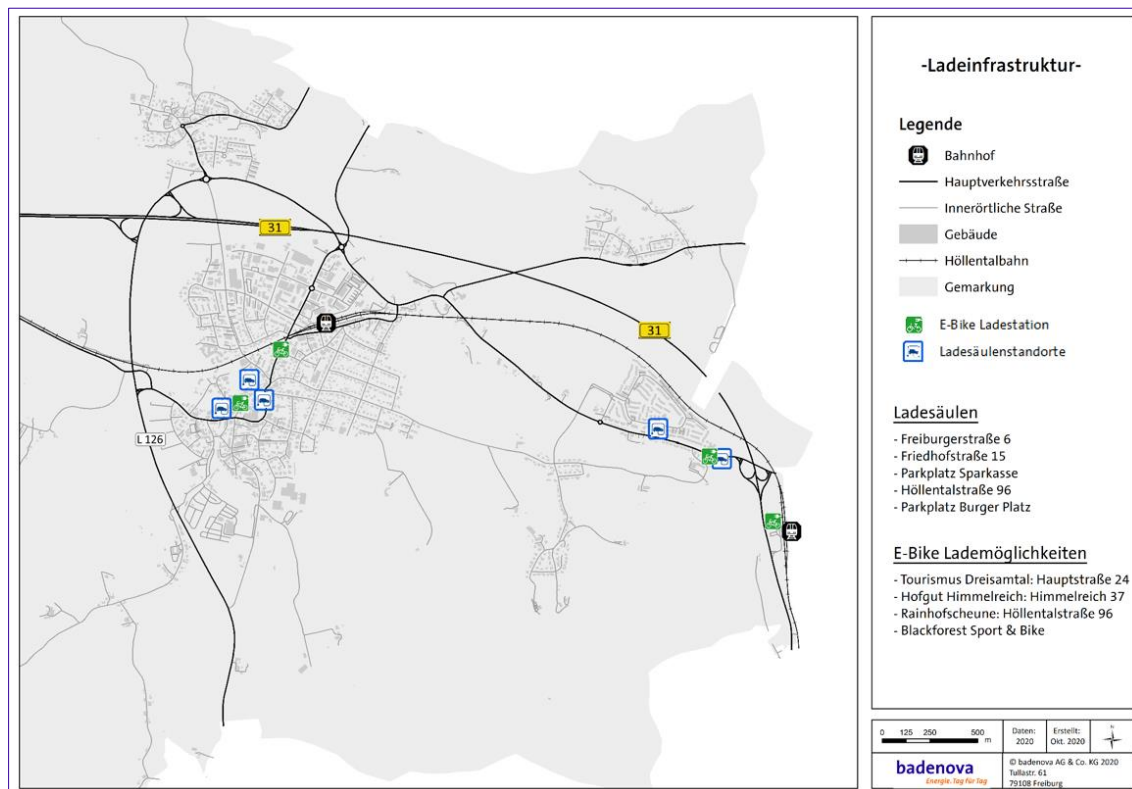 31
31
L 126
-Ladeinfrastruktur-
Legende
Bahnhof
Hauptverkehrsstraße
Innerörtliche Straße
Gebäude
Höllentalbahn
Gemarkung
E-Bike Ladestation
Ladesäulenstandorte
Ladesäulen
- Freiburgerstraße 6
- Friedhofstraße 15
- Parkplatz Sparkasse
- Höllentalstraße 96
- Parkplatz Burger Platz
E-Bike Lademöglichkeiten
- Tourismus Dreisamtal: Hauptstraße 24
- Hofgut Himmelreich: Himmelreich 37
- Rainhofscheune: Höllentalstraße 96
- Blackforest Sport & Bike
0 125 250 500
m
Daten:
2020
Erstellt:
Okt. 2020
badenova
Energie. Tag für Tag
© badenova AG & Co. KG 2020
Tullastr. 61
79108 Freiburg